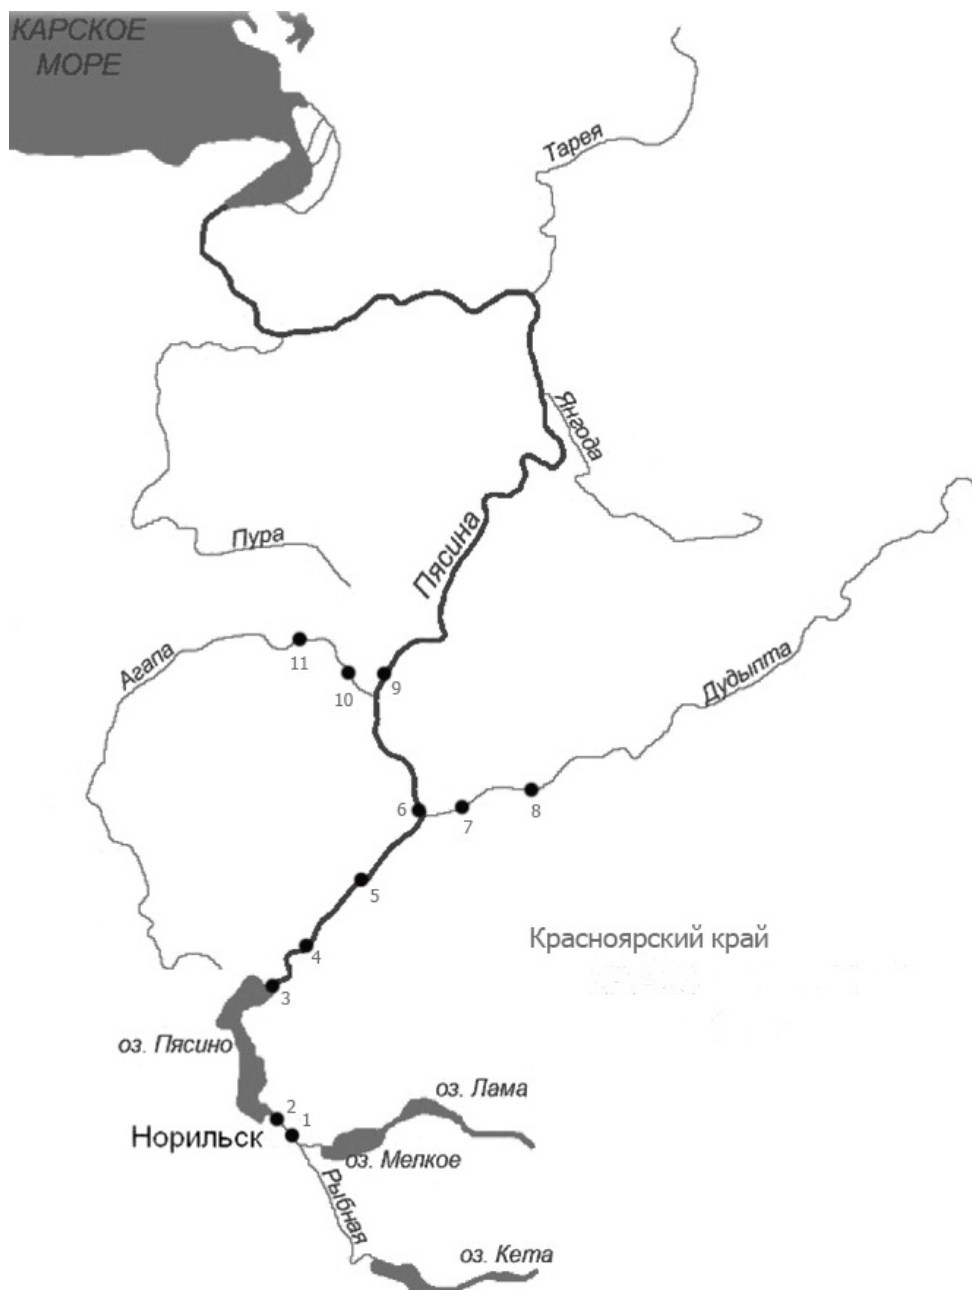 КАРСКОЕ
МОРЕ
Тарея
Янгода
Пясина
Пура
Агапа
11
10
9
Дудыпта
6
7
8
5
Красноярский край
4
3
оз. Пясино
оз. Лама
2
1
Норильск
оз. Мелкое
Рыбная
оз. Кета